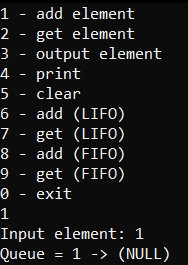 1 - add element
2 - get element
3 - output element
4 - print
5 - clear
6 - add (LIFO)
7 - get (LIFO)
8 - add (FIFO)
9 - get (FIFO)
0 - exit
1
Input element: 1
Queue = 1 -> (NULL)